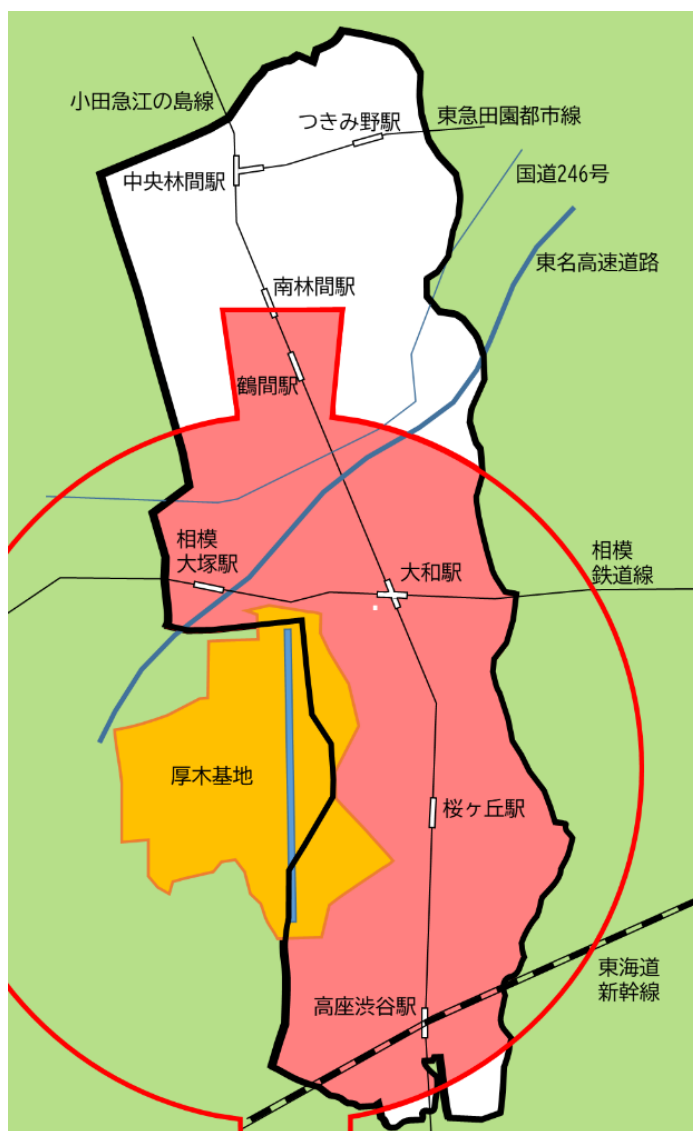 小田急江の島線
つきみ野駅
東急田園都市線
中央林間駅
国道246号
東名高速道路
南林間駅
鶴間駅
相模
大塚駅
大和駅
相模
鉄道線
厚木基地
桜ヶ丘駅
東海道
新幹線
高座渋谷駅